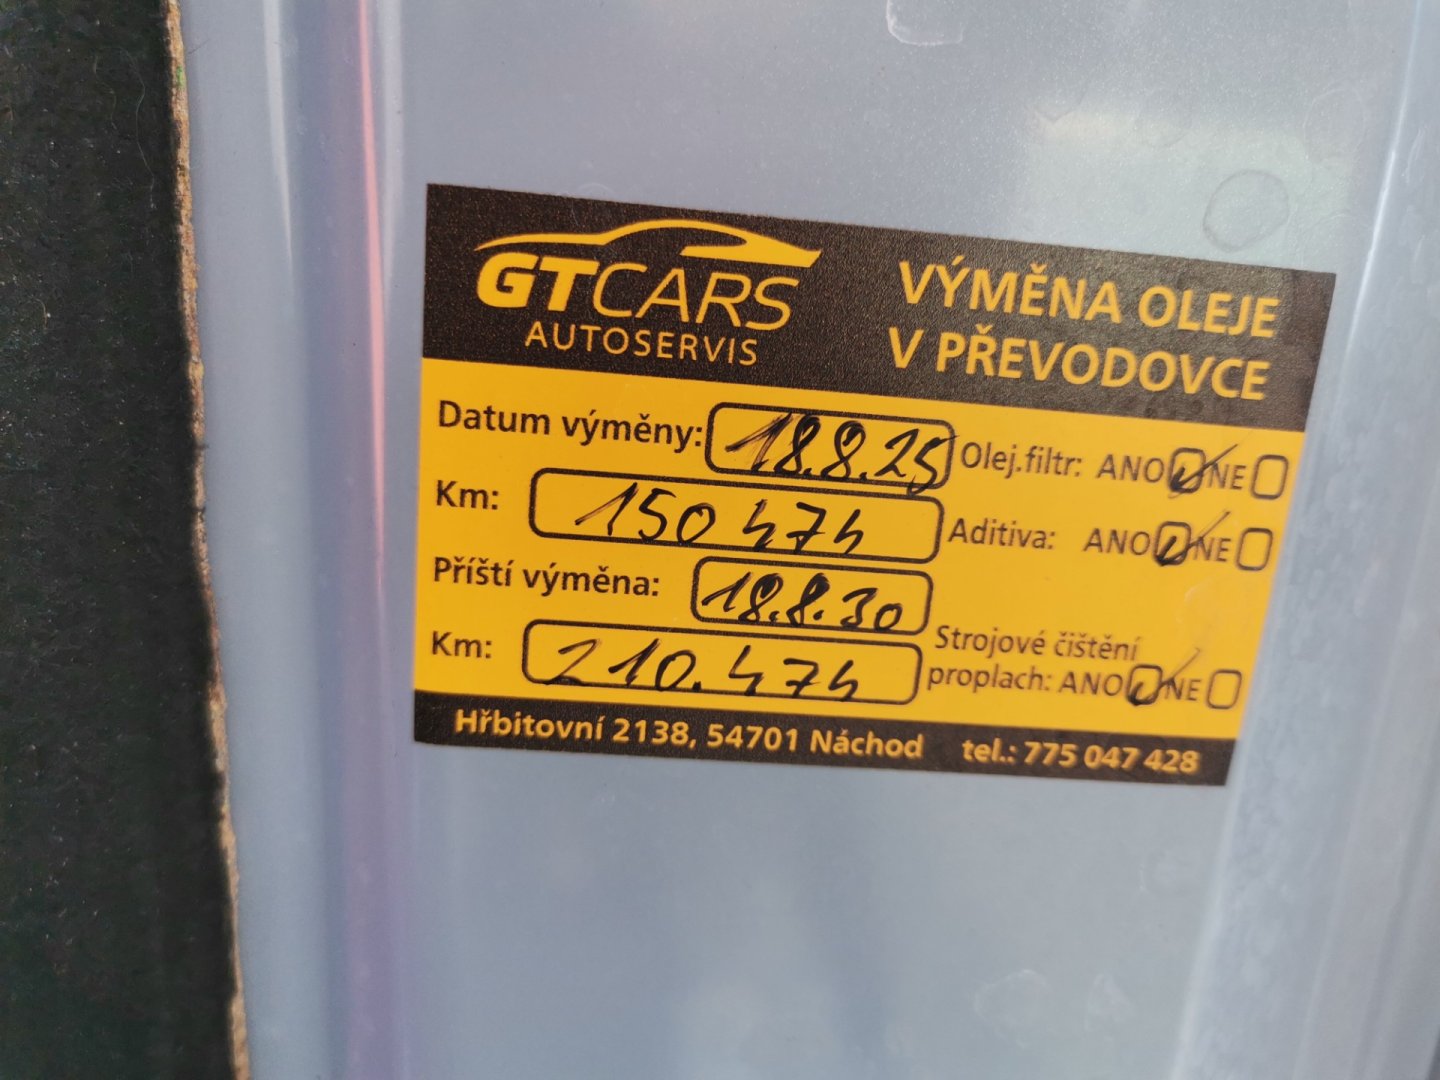 GTCARS
AUTOSERVIS
VÝMĚNA OLEJE
V PŘEVODOVCE
Datum výměny: 18.8.25 Olej.filtr: ANO NE
Km: 150 474 Aditiva: ANO NE
Příští výměna: 18.8.30
Km: 210.474
Strojové čištění
proplach: ANO NE
Hřbitovní 2138, 54701 Náchod tel.: 775 047 428